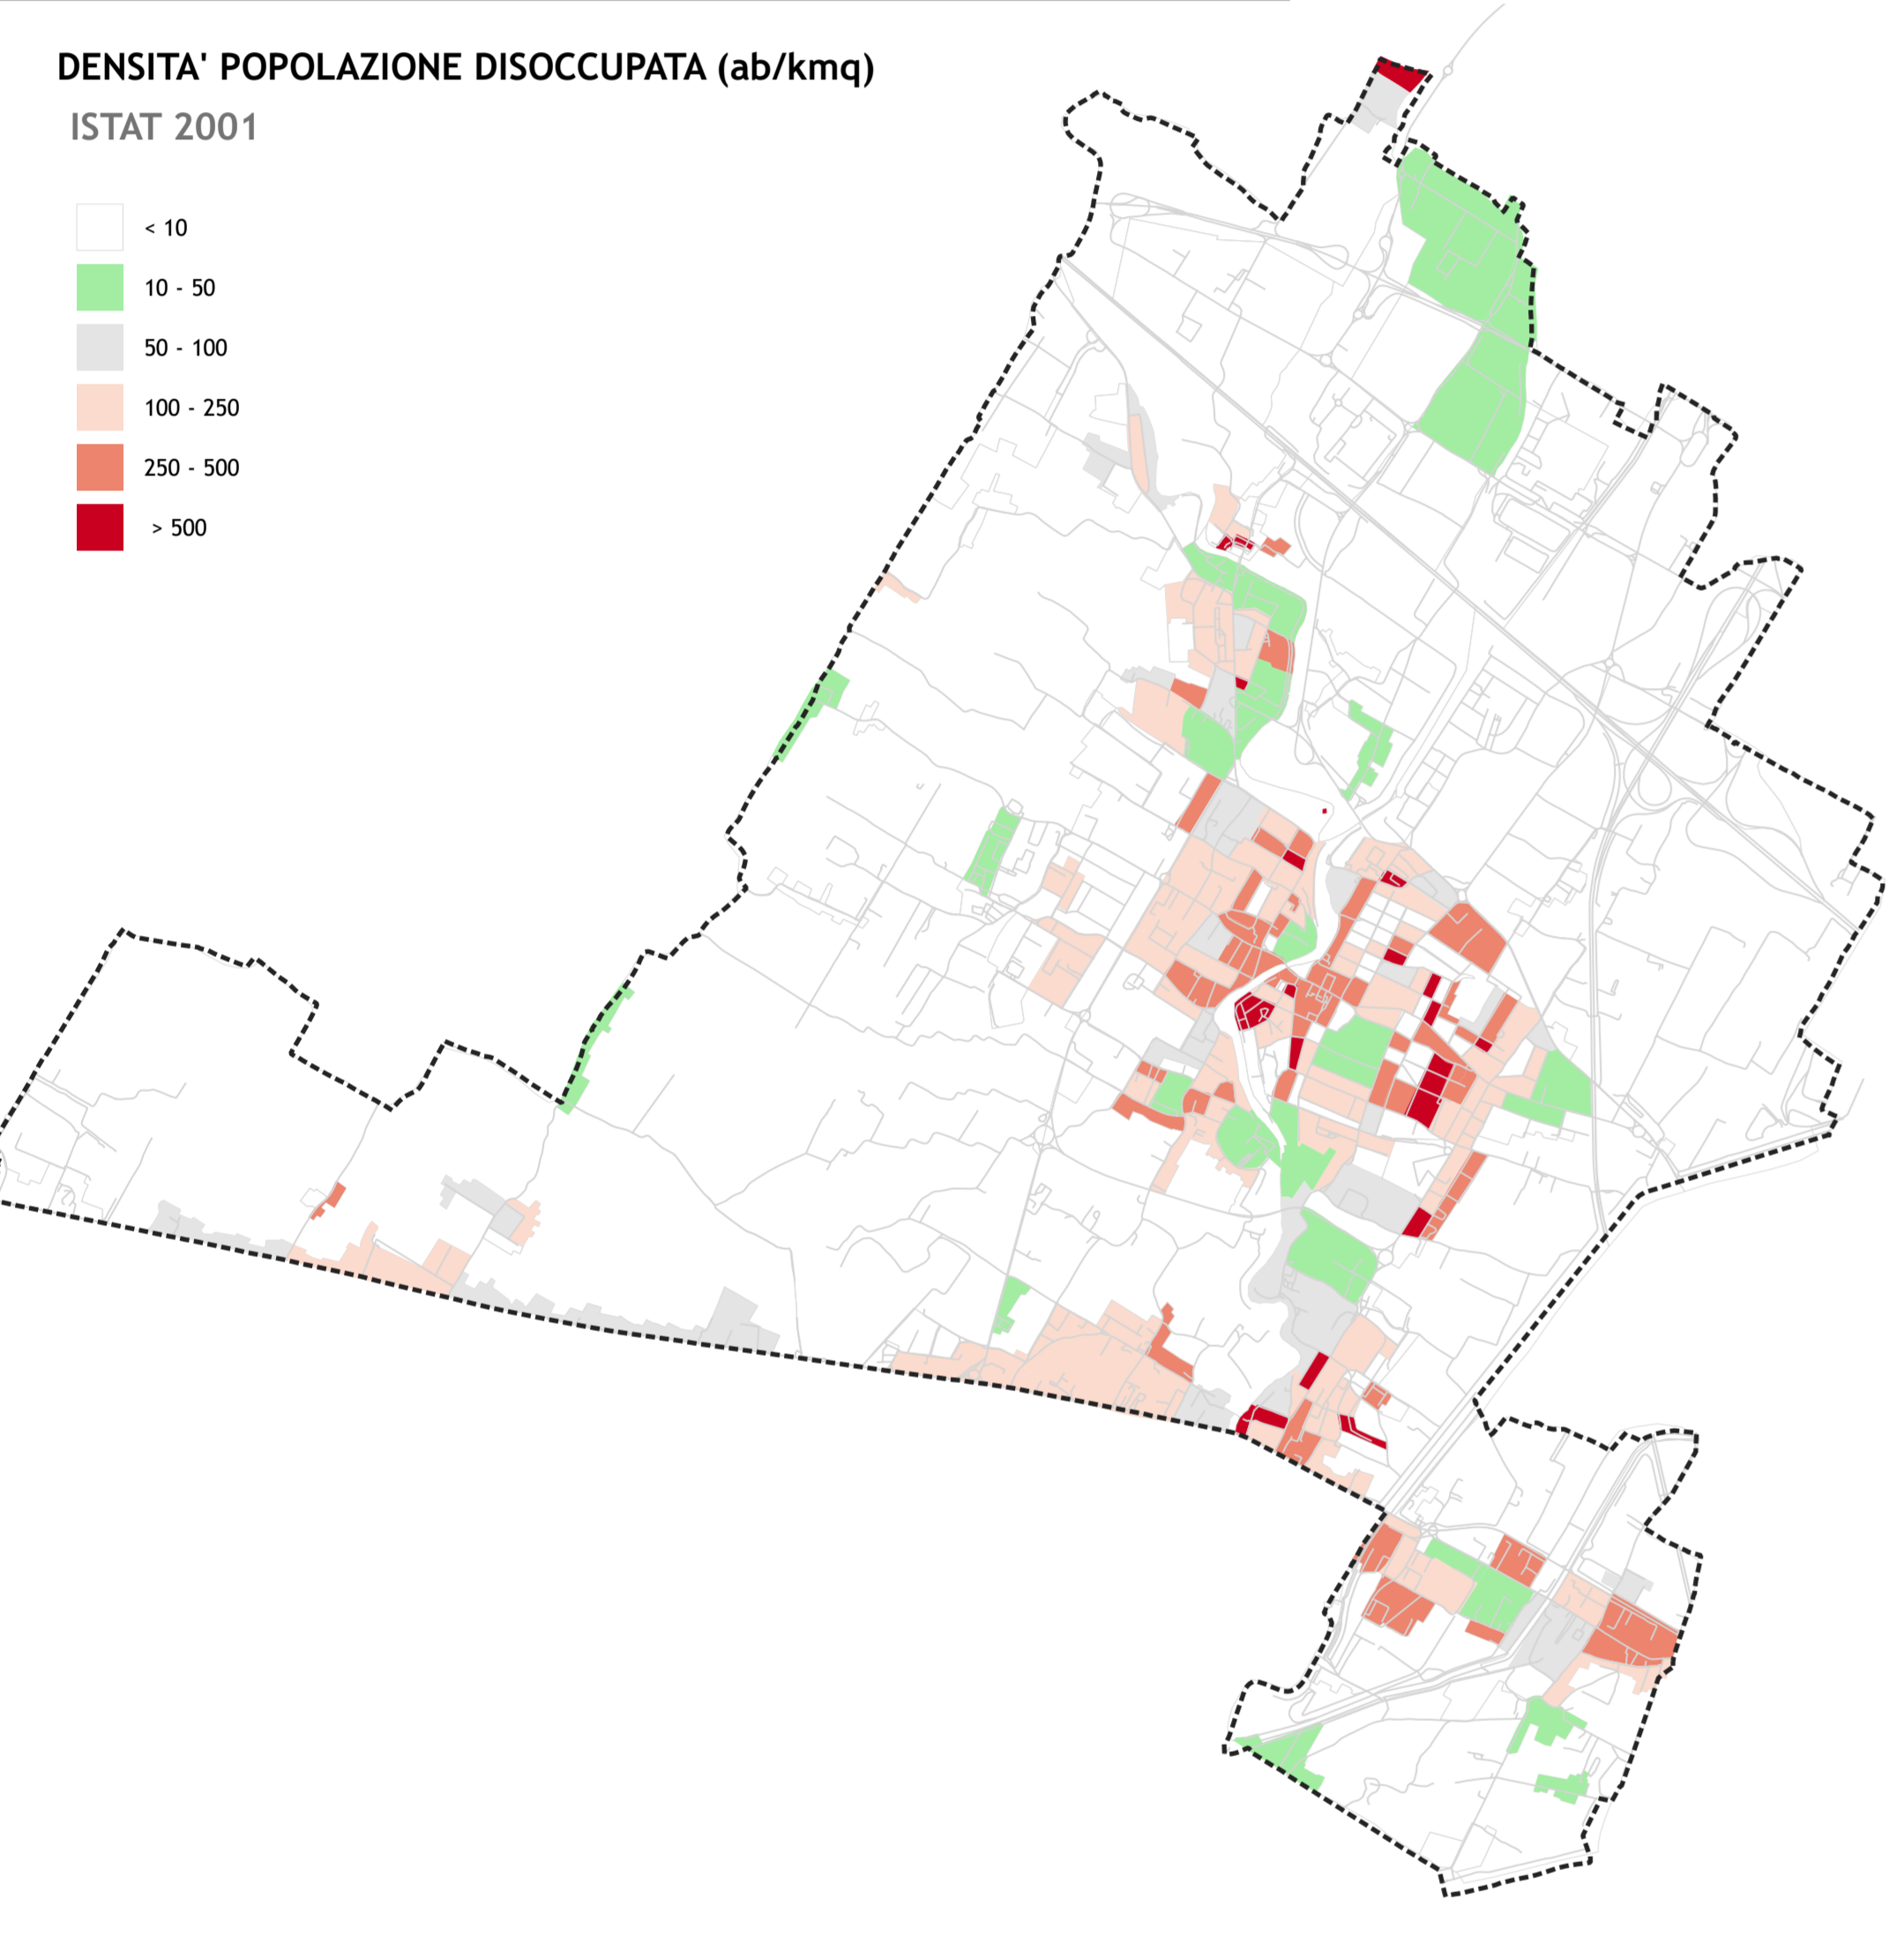 DENSITA' POPOLAZIONE DISOCCUPATA (ab/kmq)
ISTAT 2001
< 10
10 - 50
50 - 100
100 - 250
250 - 500
> 500